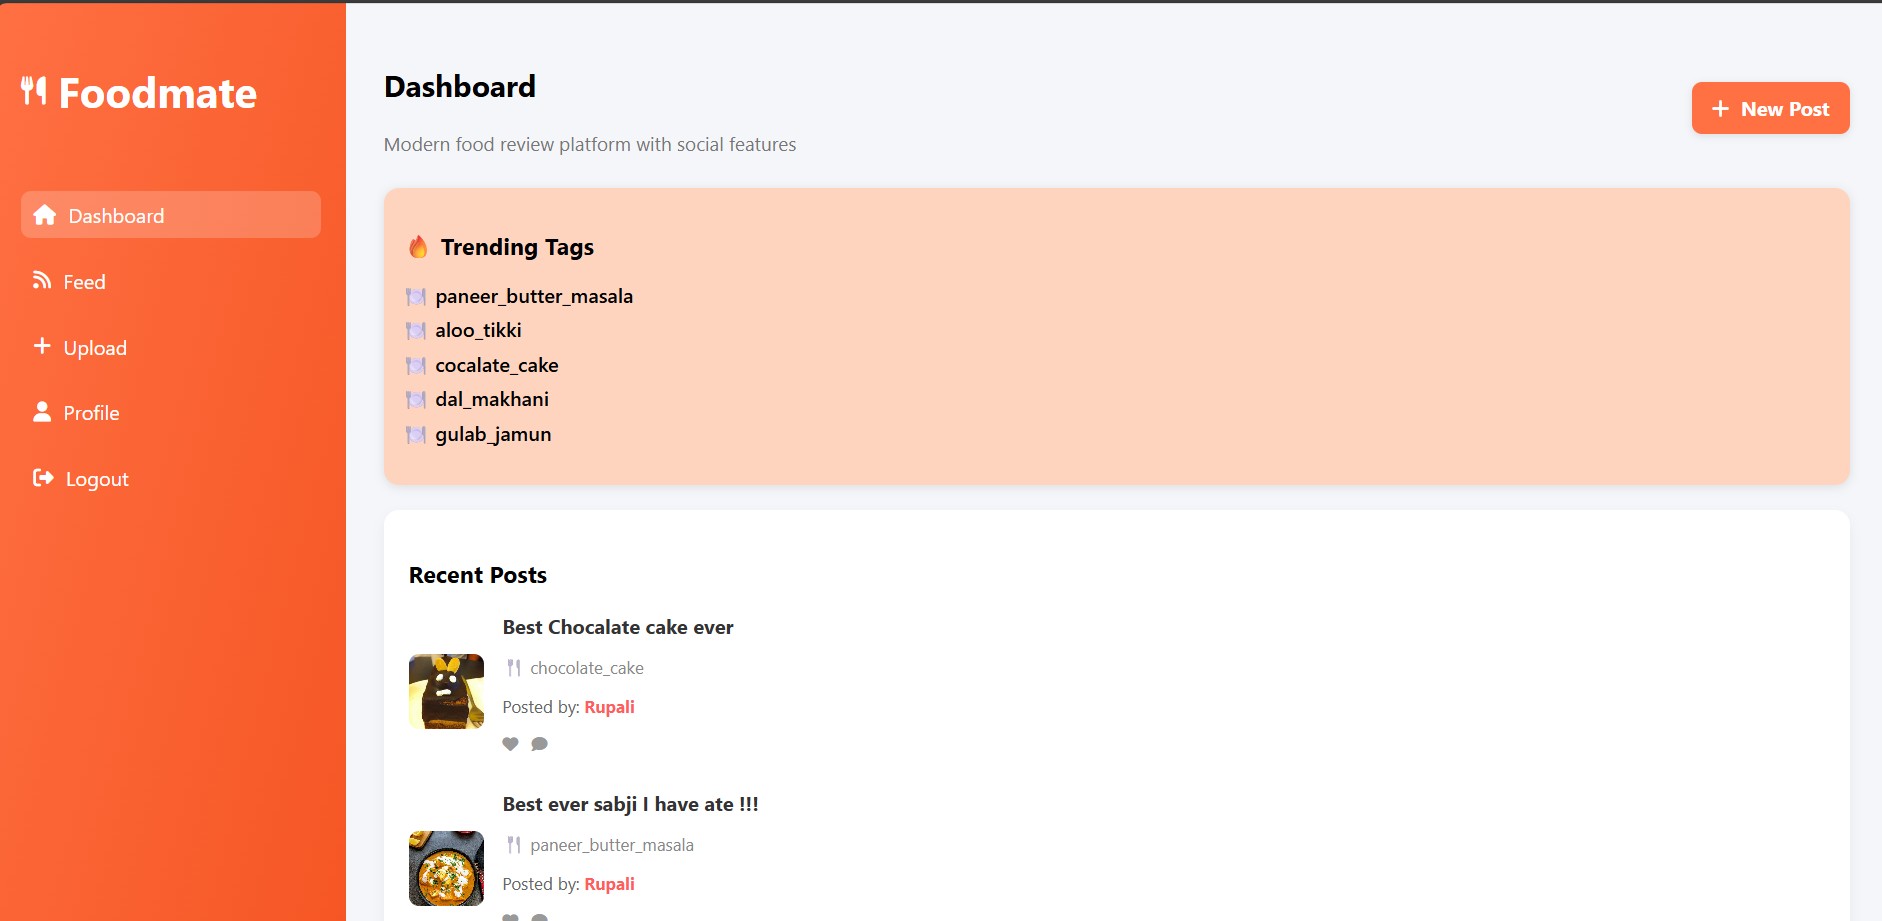 Foodmate
Dashboard
Feed
Upload
Profile
Logout
Dashboard
Modern food review platform with social features
New Post
Trending Tags
paneer_butter_masala
aloo_tikki
cocalate_cake
dal_makhani
gulab_jamun
Recent Posts
Best Chocalate cake ever
chocolate_cake
Posted by: Rupali
Best ever sabji I have ate !!!
paneer_butter_masala
Posted by: Rupali